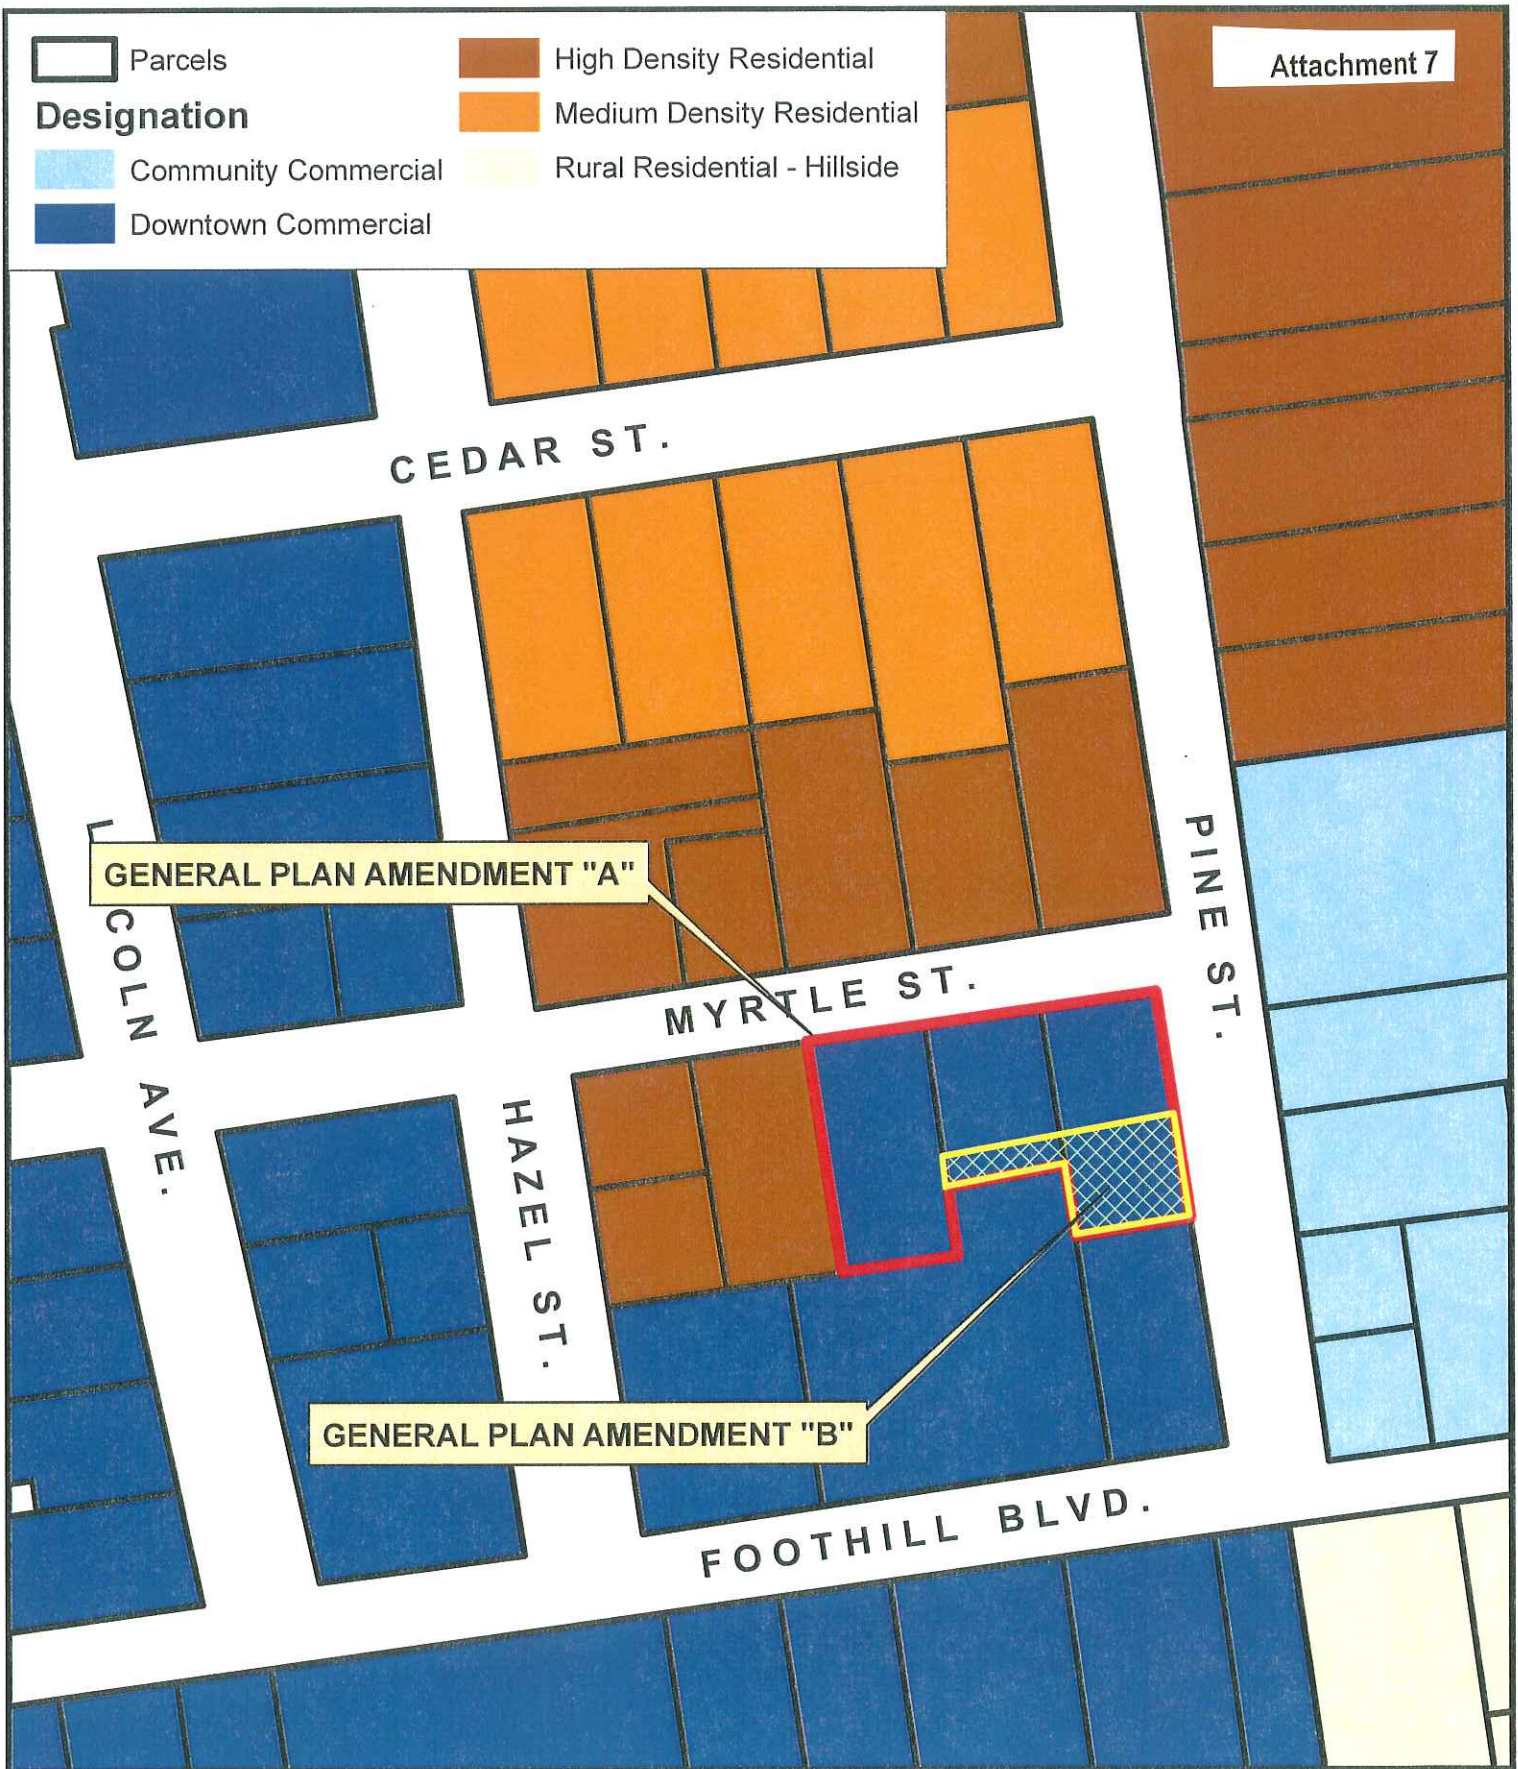 Parcels
Designation
Community Commercial
Downtown Commercial
High Density Residential
Medium Density Residential
Rural Residential - Hillside
Attachment 7
CEDAR ST.
GENERAL PLAN AMENDMENT "A"
L COLN AVE.
PINE ST.
MYRTLE ST.
HAZEL ST.
GENERAL PLAN AMENDMENT "B"
FOOTHILL BLVD.